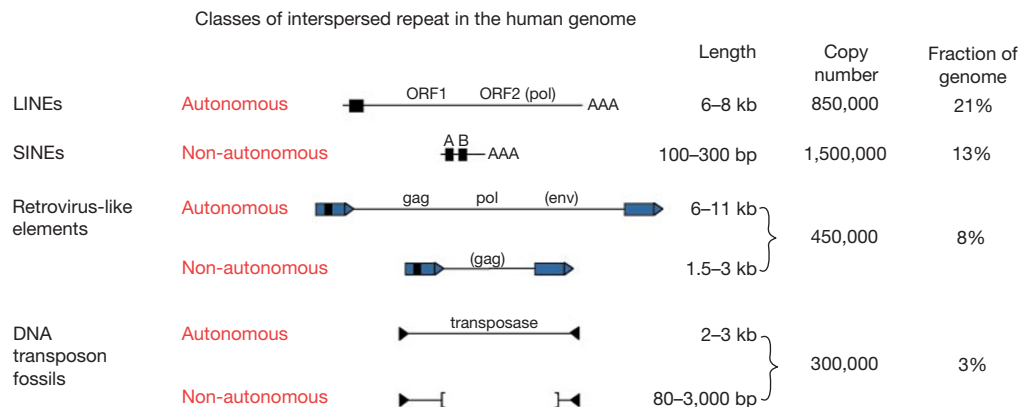 Classes of interspersed repeat in the human genome
Length Copy number Fraction of genome
LINEs Autonomous ORF1 ORF2 (pol) AAA 6–8 kb 850,000 21%
SINEs Non-autonomous A B AAA 100–300 bp 1,500,000 13%
Retrovirus-like elements Autonomous gag pol (env) 6–11 kb
450,000 8%
Non-autonomous (gag) 1.5–3 kb
DNA transposon fossils Autonomous transposase 2–3 kb
300,000 3%
Non-autonomous 80–3,000 bp